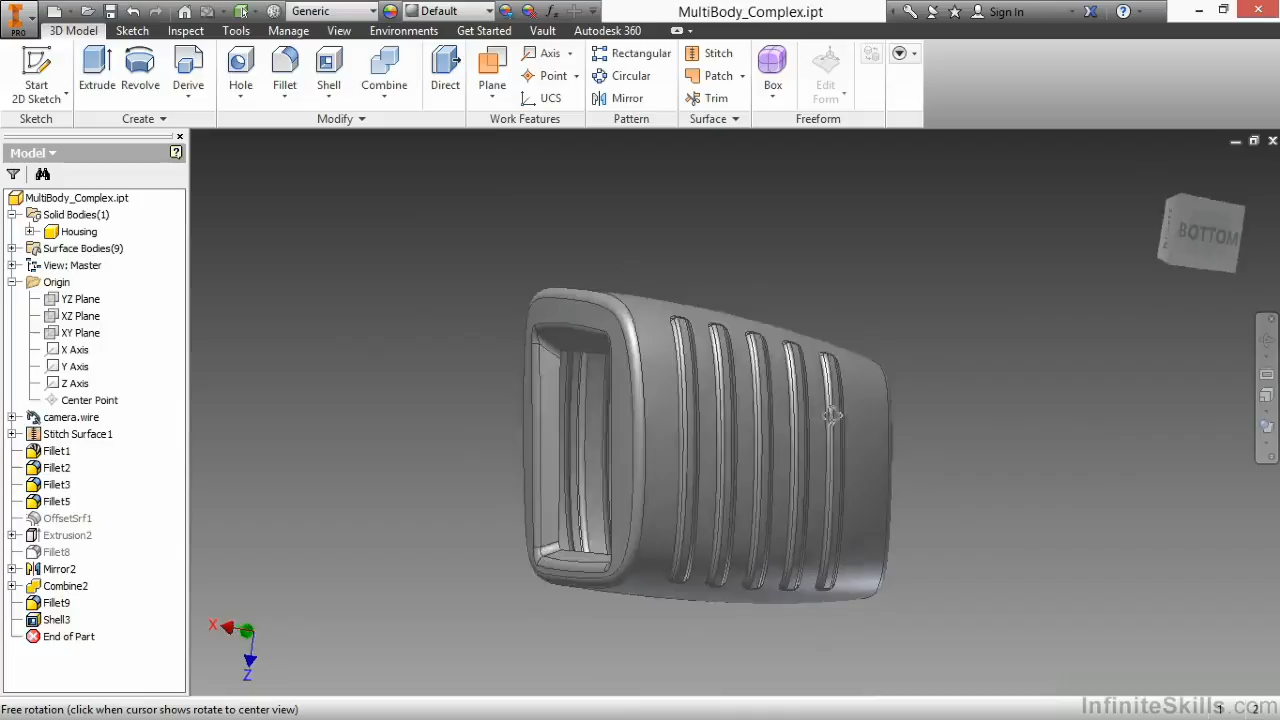 Generic
Default
MultiBody_Complex.ipt
Sign In
PRO
3D Model Sketch Inspect Tools Manage View Environments Get Started Vault Autodesk 360
Start
2D Sketch
Extrude
Revolve
Derive
Hole
Fillet
Shell
Combine
Direct
Plane
Axis
Point
UCS
Rectangular
Circular
Mirror
Stitch
Patch
Trim
Box
Edit
Form
Sketch
Create
Modify
Work Features
Pattern
Surface
Freeform
Model
MultiBody_Complex.ipt
Solid Bodies(1)
Housing
Surface Bodies(9)
View: Master
Origin
YZ Plane
XZ Plane
XY Plane
X Axis
Y Axis
Z Axis
Center Point
camera.wire
Stitch Surface1
Fillet1
Fillet2
Fillet3
Fillet5
OffsetSrf1
Extrusion2
Fillet8
Mirror2
Combine2
Fillet9
Shell3
End of Part
BOTTOM
X
Z
Free rotation (click when cursor shows rotate to center view)
InfiniteSkills.com